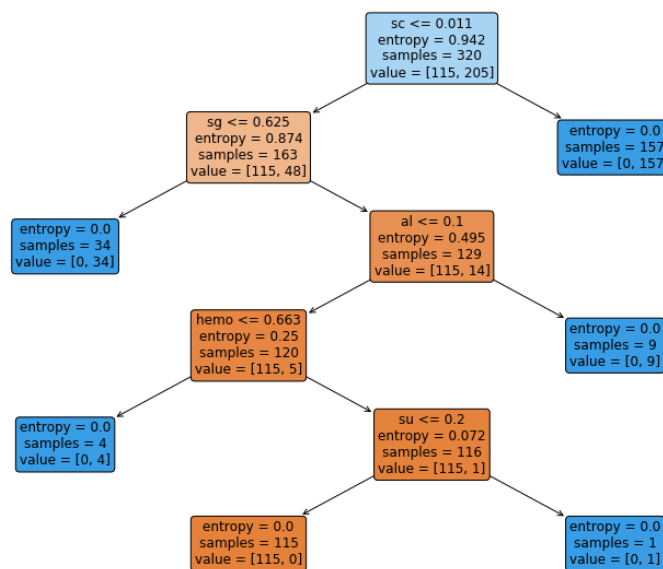 sc <= 0.011
entropy = 0.942
samples = 320
value = [115, 205]
sg <= 0.625
entropy = 0.874
samples = 163
value = [115, 48]
entropy = 0.0
samples = 157
value = [0, 157]
entropy = 0.0
samples = 34
value = [0, 34]
al <= 0.1
entropy = 0.495
samples = 129
value = [115, 14]
hemo <= 0.663
entropy = 0.25
samples = 120
value = [115, 5]
entropy = 0.0
samples = 9
value = [0, 9]
entropy = 0.0
samples = 4
value = [0, 4]
su <= 0.2
entropy = 0.072
samples = 116
value = [115, 1]
entropy = 0.0
samples = 115
value = [115, 0]
entropy = 0.0
samples = 1
value = [0, 1]